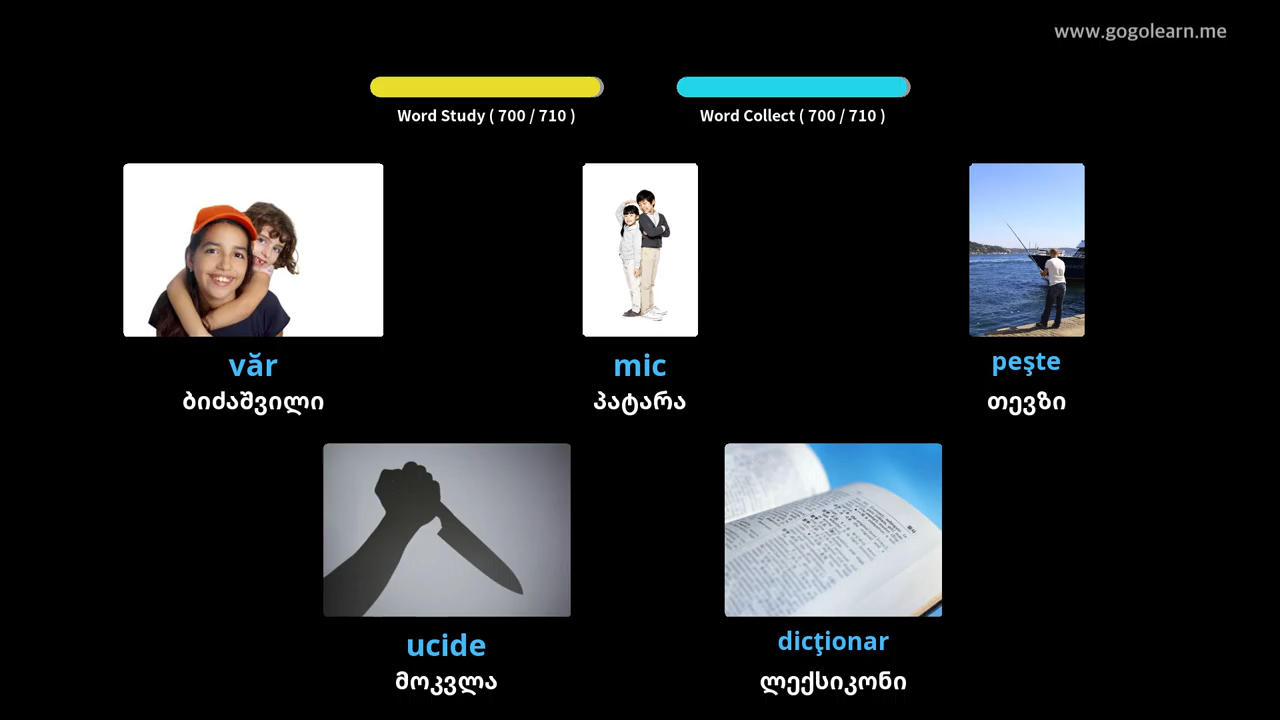 www.gogolearn.me
Word Study ( 700 / 710 )
Word Collect ( 700 / 710 )
văr
ბიძაშვილი
mic
პატარა
peşte
თევზი
ucide
მოკვლა
dicţionar
ლექსიკონი